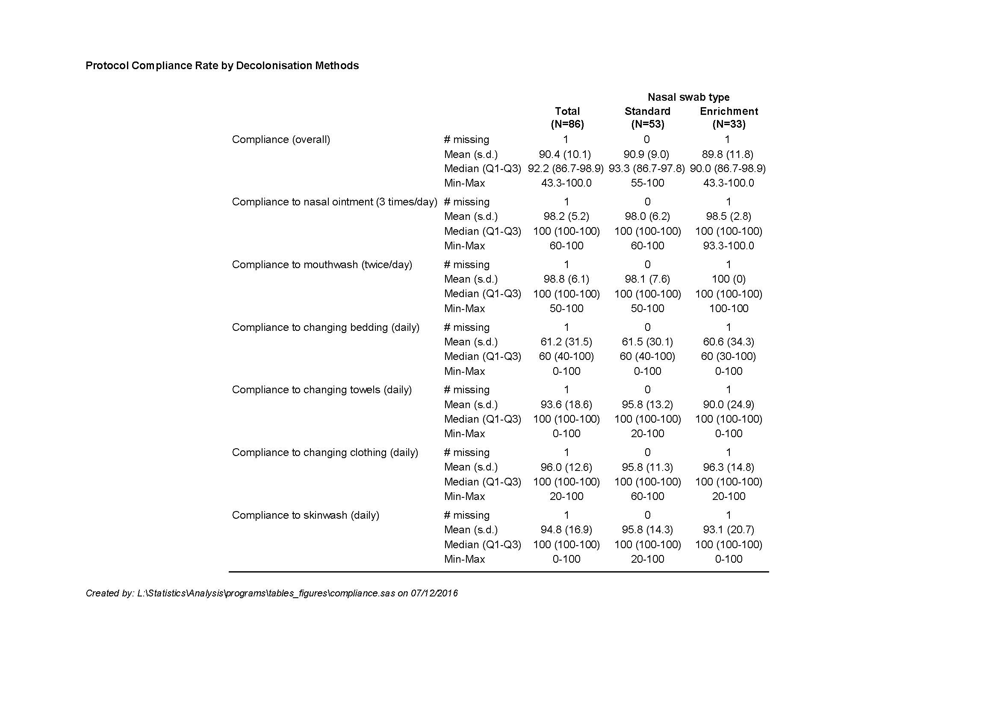 Protocol Compliance Rate by Decolonisation Methods
Nasal swab type
Total Standard Enrichment
(N=86) (N=53) (N=33)
Compliance (overall) # missing 1 0 1
Mean (s.d.) 90.4 (10.1) 90.9 (9.0) 89.8 (11.8)
Median (Q1-Q3) 92.2 (86.7-98.9) 93.3 (86.7-97.8) 90.0 (86.7-98.9)
Min-Max 43.3-100.0 55-100 43.3-100.0
Compliance to nasal ointment (3 times/day) # missing 1 0 1
Mean (s.d.) 98.2 (5.2) 98.0 (6.2) 98.5 (2.8)
Median (Q1-Q3) 100 (100-100) 100 (100-100) 100 (100-100)
Min-Max 60-100 60-100 93.3-100.0
Compliance to mouthwash (twice/day) # missing 1 0 1
Mean (s.d.) 98.8 (6.1) 98.1 (7.6) 100 (0)
Median (Q1-Q3) 100 (100-100) 100 (100-100) 100 (100-100)
Min-Max 50-100 50-100 100-100
Compliance to changing bedding (daily) # missing 1 0 1
Mean (s.d.) 61.2 (31.5) 61.5 (30.1) 60.6 (34.3)
Median (Q1-Q3) 60 (40-100) 60 (40-100) 60 (30-100)
Min-Max 0-100 0-100 0-100
Compliance to changing towels (daily) # missing 1 0 1
Mean (s.d.) 93.6 (18.6) 95.8 (13.2) 90.0 (24.9)
Median (Q1-Q3) 100 (100-100) 100 (100-100) 100 (100-100)
Min-Max 0-100 20-100 0-100
Compliance to changing clothing (daily) # missing 1 0 1
Mean (s.d.) 96.0 (12.6) 95.8 (11.3) 96.3 (14.8)
Median (Q1-Q3) 100 (100-100) 100 (100-100) 100 (100-100)
Min-Max 20-100 60-100 20-100
Compliance to skinwash (daily) # missing 1 0 1
Mean (s.d.) 94.8 (16.9) 95.8 (14.3) 93.1 (20.7)
Median (Q1-Q3) 100 (100-100) 100 (100-100) 100 (100-100)
Min-Max 0-100 20-100 0-100
Created by: L:\Statistics\Analysis\programs\tables_figures\compliance.sas on 07/12/2016